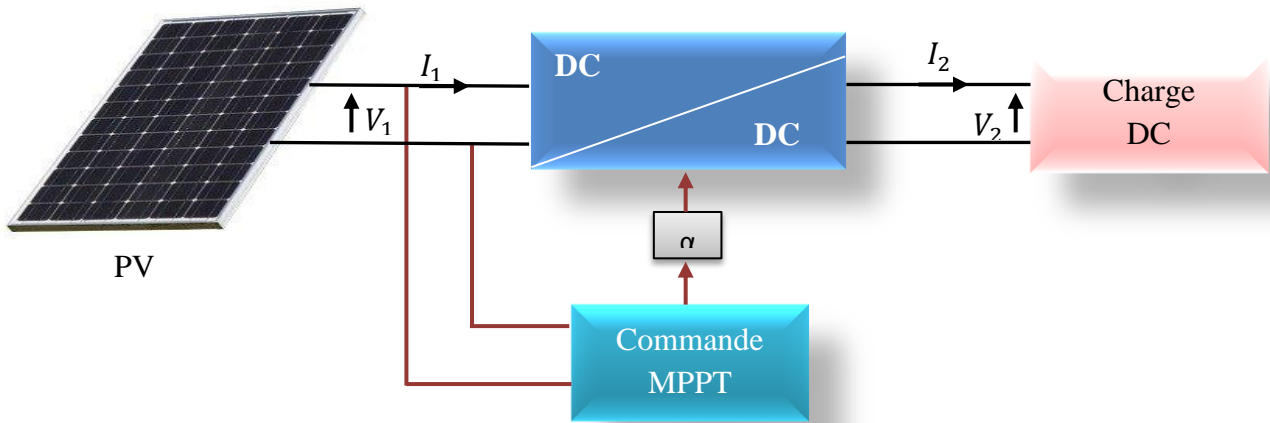 I₁
V₁
PV
DC
DC
I₂
V₂
Charge
DC
α
Commande
MPPT